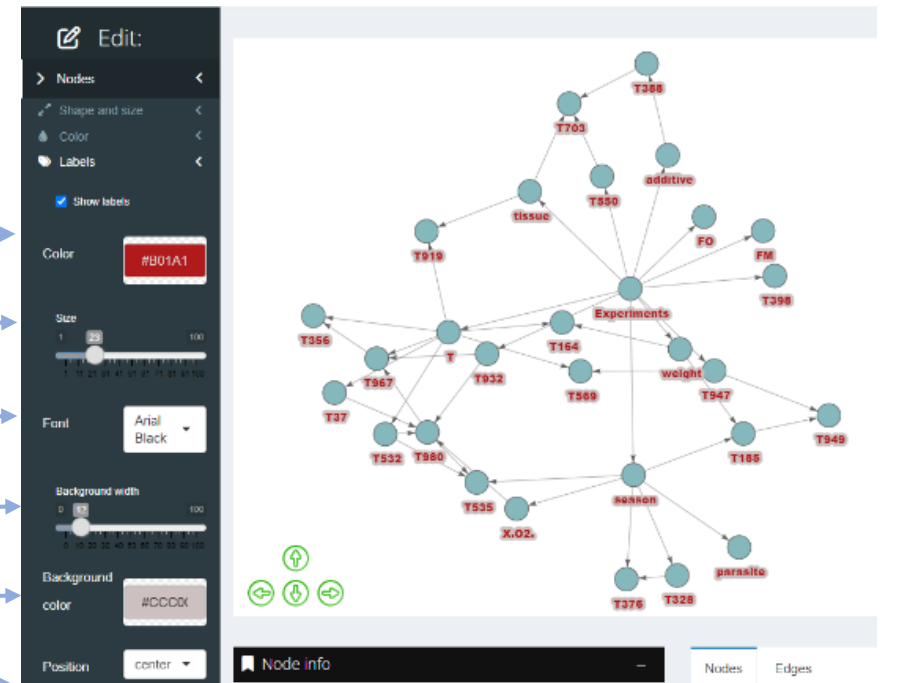 Edit:
Nodes
Shape and size
Color
Labels
Show labels
Color
#B01A1
Size
1 23 100
Font
Arial
Black
Background width
0 12 100
Background
color
#CCC0(
Position
center
T388
T703
additive
T550
tissue
FO
FM
T919
T398
Experiments
T356
T
T164
T967
T932
weight
T569
T947
T37
T949
T532
T980
T185
T535
season
X.O2.
parasite
T376
T328
Node info
Nodes
Edges